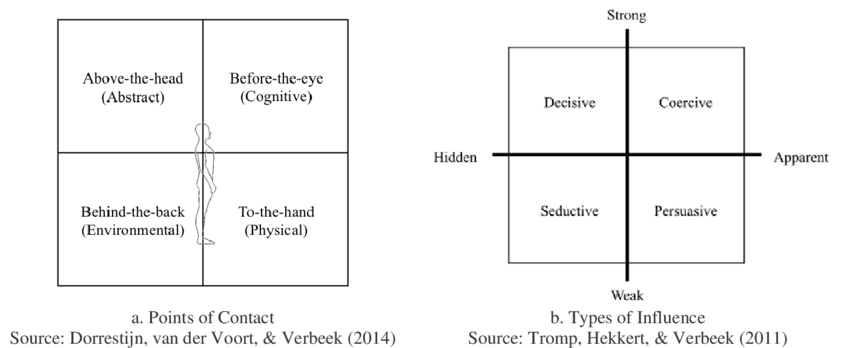 Above-the-head
(Abstract)
Before-the-eye
(Cognitive)
Behind-the-back
(Environmental)
To-the-hand
(Physical)
a. Points of Contact
Source: Dorrestijn, van der Voort, & Verbeek (2014)
Strong
Decisive
Coercive
Hidden
Apparent
Seductive
Persuasive
Weak
b. Types of Influence
Source: Tromp, Hekkert, & Verbeek (2011)